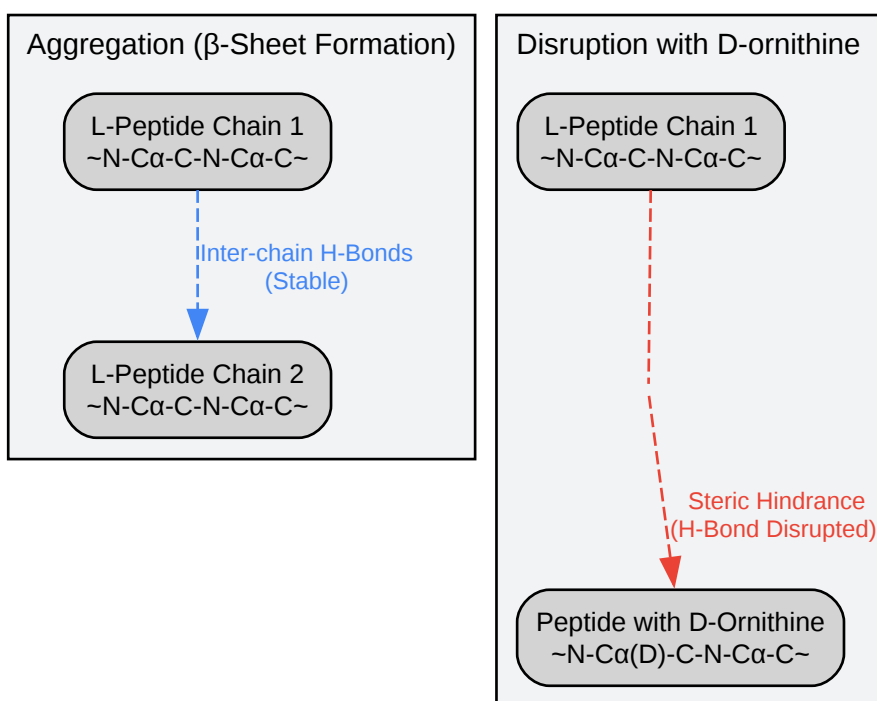 Aggregation (β-Sheet Formation)
L-Peptide Chain 1
~N-Cα-C-N-Cα-C~
Inter-chain H-Bonds
(Stable)
L-Peptide Chain 2
~N-Cα-C-N-Cα-C~
Disruption with D-ornithine
L-Peptide Chain 1
~N-Cα-C-N-Cα-C~
Steric Hindrance
(H-Bond Disrupted)
Peptide with D-Ornithine
~N-Cα(D)-C-N-Cα-C~